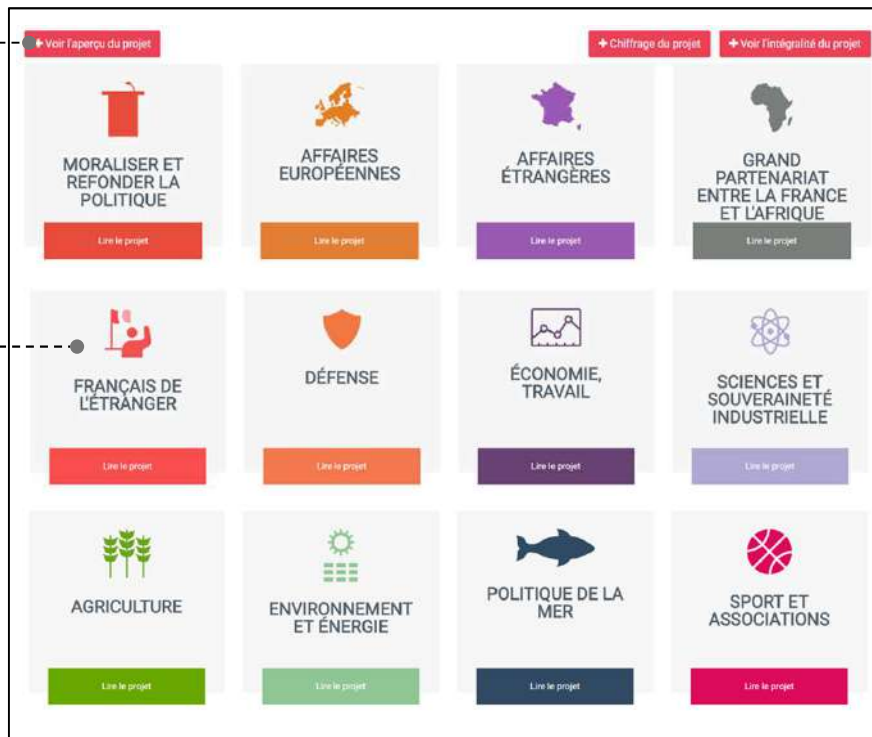 + Voir l'aperçu du projet
+ Chiffrage du projet
+ Voir l'intégralité du projet
MORALISER ET
REFONDER LA
POLITIQUE
Lire le projet
AFFAIRES
EUROPÉENNES
Lire le projet
AFFAIRES
ÉTRANGÈRES
Lire le projet
GRAND
PARTENARIAT
ENTRE LA FRANCE
ET L'AFRIQUE
Lire le projet
FRANÇAIS DE
L'ÉTRANGER
Lire le projet
DÉFENSE
Lire le projet
ÉCONOMIE,
TRAVAIL
Lire le projet
SCIENCES ET
SOUVERAINETÉ
INDUSTRIELLE
Lire le projet
AGRICULTURE
Lire le projet
ENVIRONNEMENT
ET ÉNERGIE
Lire le projet
POLITIQUE DE LA
MER
Lire le projet
SPORT ET
ASSOCIATIONS
Lire le projet